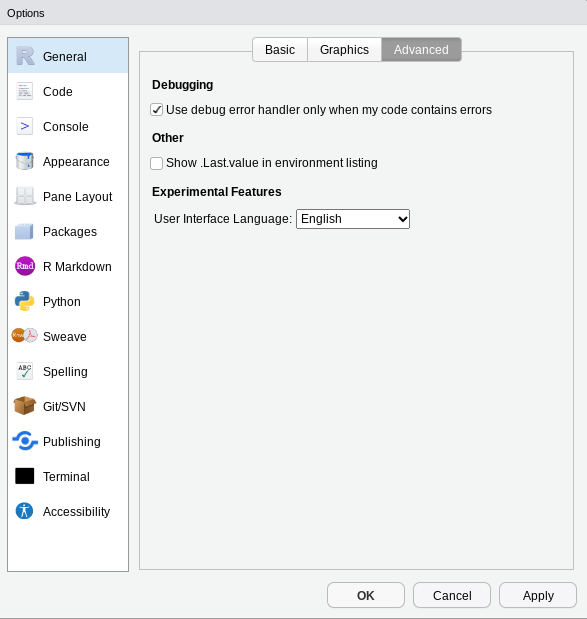 Options
General
Code
Console
Appearance
Pane Layout
Packages
Rmd R Markdown
Python
Sweave
ABC Spelling
Git/SVN
Publishing
Terminal
Accessibility
Basic Graphics Advanced
Debugging
Use debug error handler only when my code contains errors
Other
Show .Last.value in environment listing
Experimental Features
User Interface Language: English
OK Cancel Apply